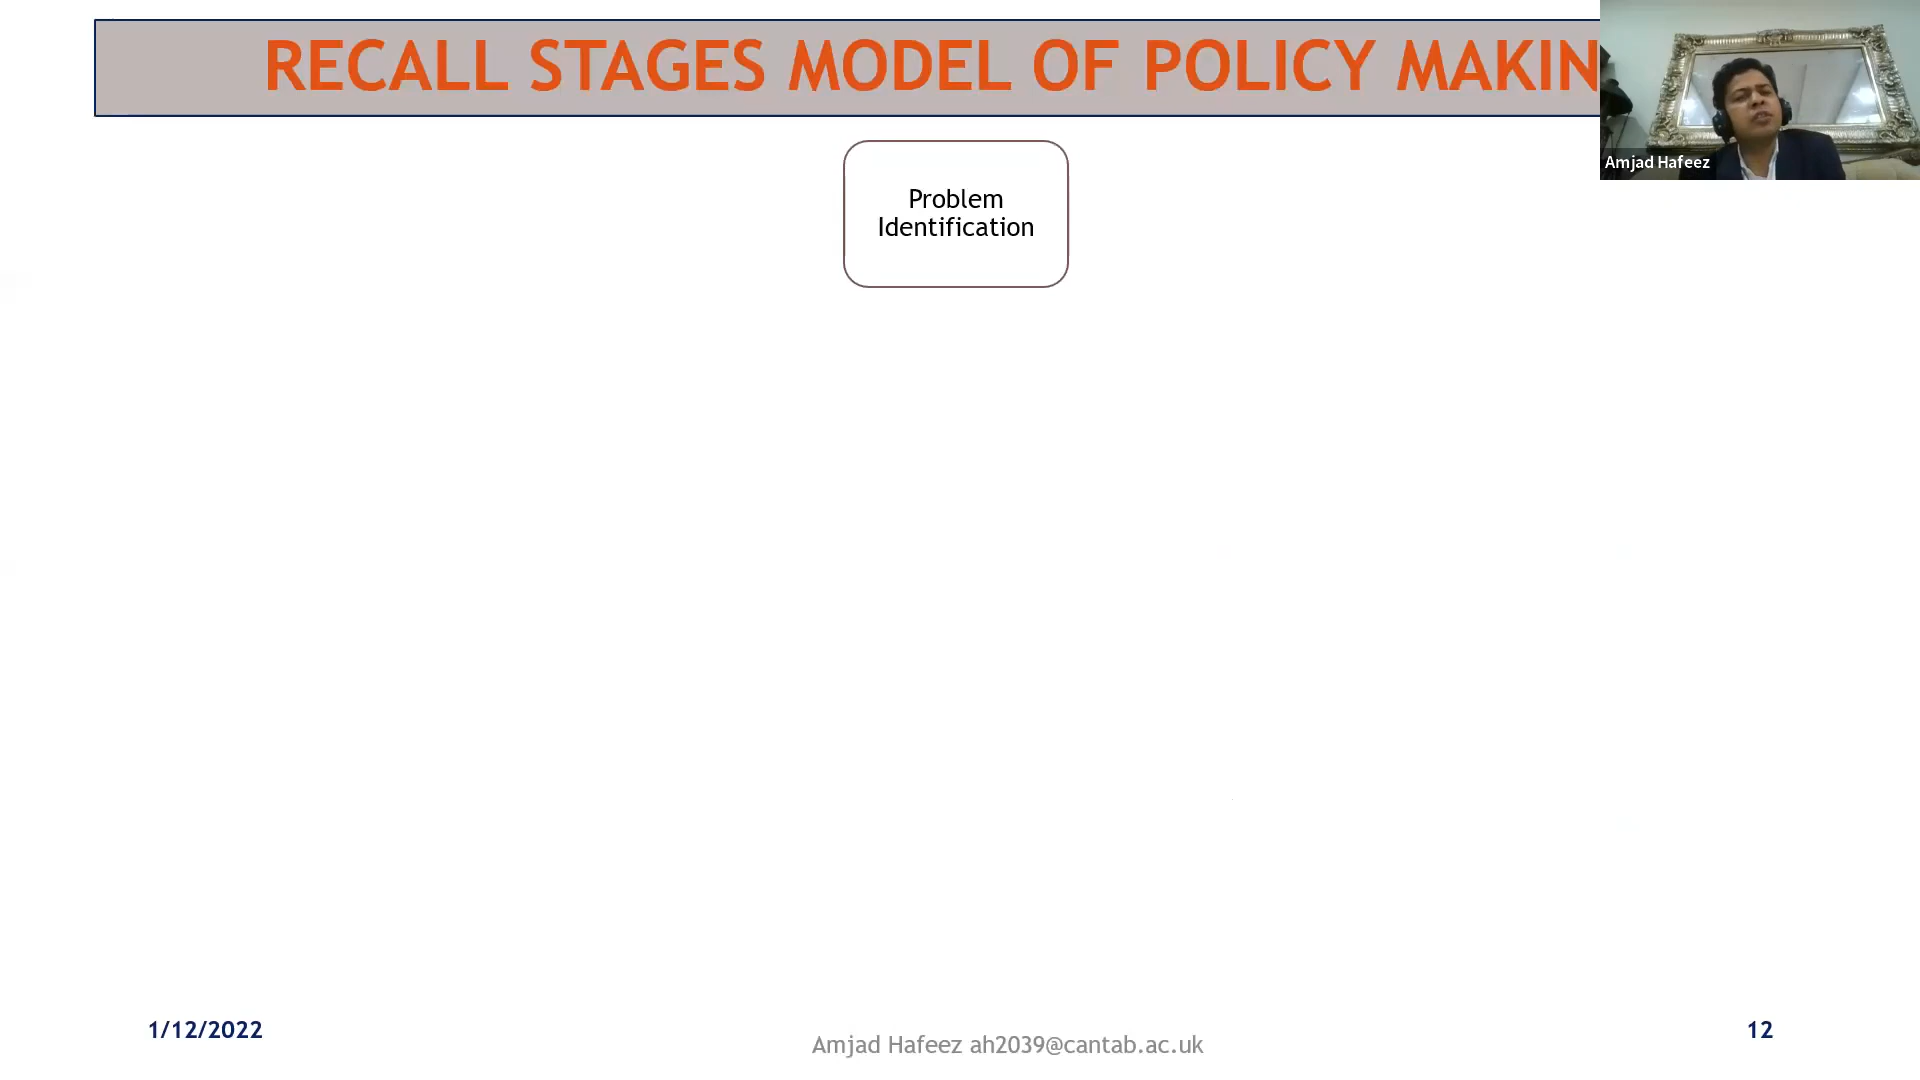 RECALL STAGES MODEL OF POLICY MAKIN
Amjad Hafeez
Problem
Identification
1/12/2022
Amjad Hafeez ah2039@cantab.ac.uk
12